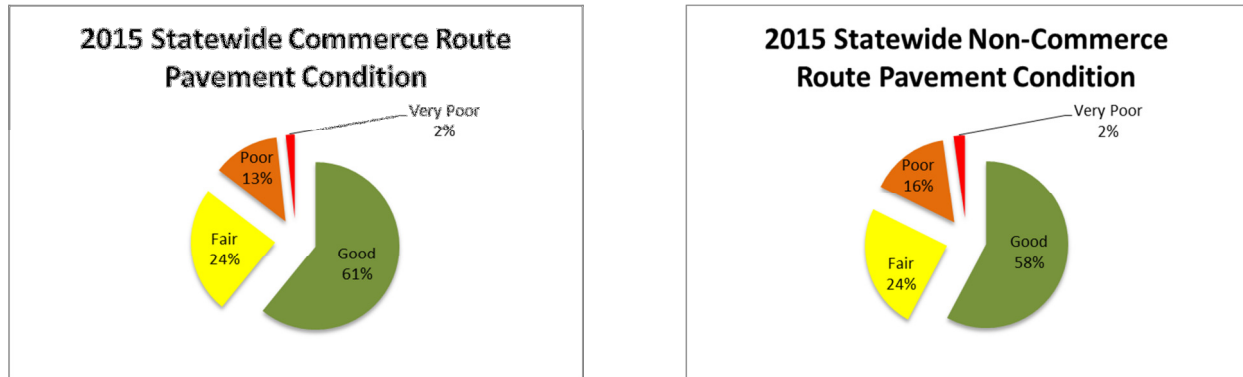 2015 Statewide Commerce Route
Pavement Condition
Very Poor
2%
Poor
13%
Fair
24%
Good
61%
2015 Statewide Non-Commerce
Route Pavement Condition
Very Poor
2%
Poor
16%
Fair
24%
Good
58%